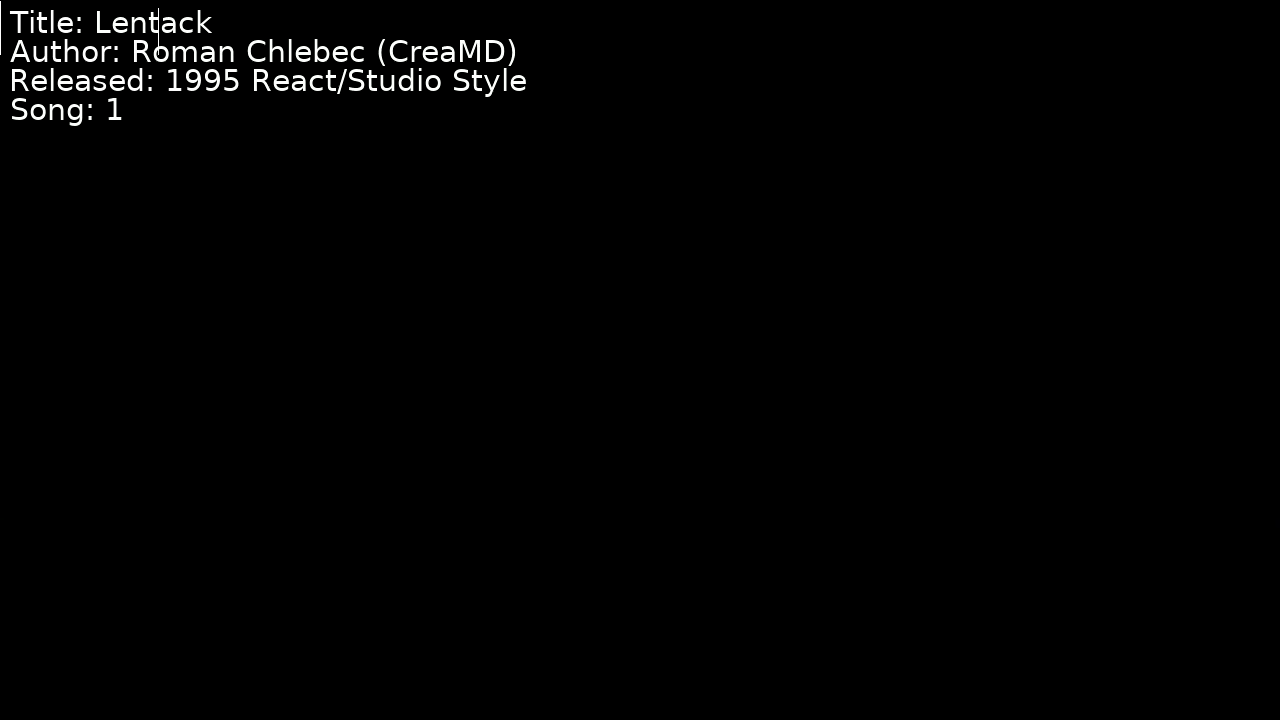 Title: Lentack
Author: Roman Chlebec (CreaMD)
Released: 1995 React/Studio Style
Song: 1